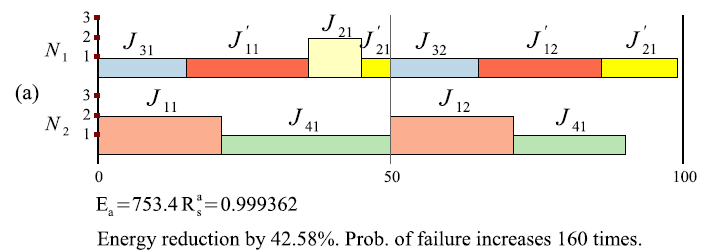 J31 J'11 J21 J'21 J32 J'12 J'21
N1 3 2 1
(a)
J11 J41 J12 J41
N2 3 2 1
0 50 100
Ea=753.4 Rsa=0.999362
Energy reduction by 42.58%. Prob. of failure increases 160 times.